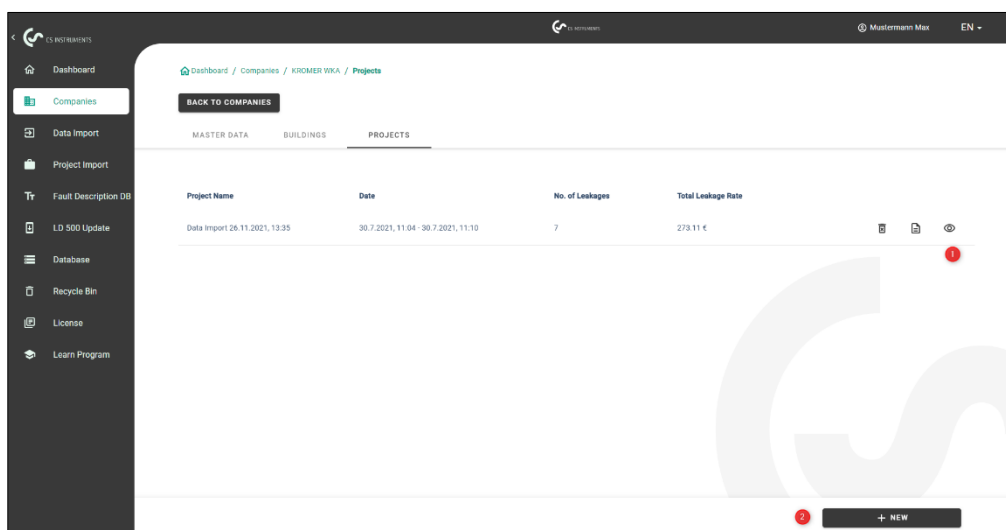 CS INSTRUMENTS
CS INSTRUMENTS
Mustermann Max
EN
Dashboard
Companies
Data Import
Project Import
Fault Description DB
LD 500 Update
Database
Recycle Bin
License
Learn Program
Dashboard / Companies / KROMER WKA / Projects
BACK TO COMPANIES
MASTER DATA BUILDINGS PROJECTS
Project Name Date No. of Leakages Total Leakage Rate
Data Import 26.11.2021, 13:35 30.7.2021, 11:04 - 30.7.2021, 11:10 7 273.11 €
1
2 + NEW